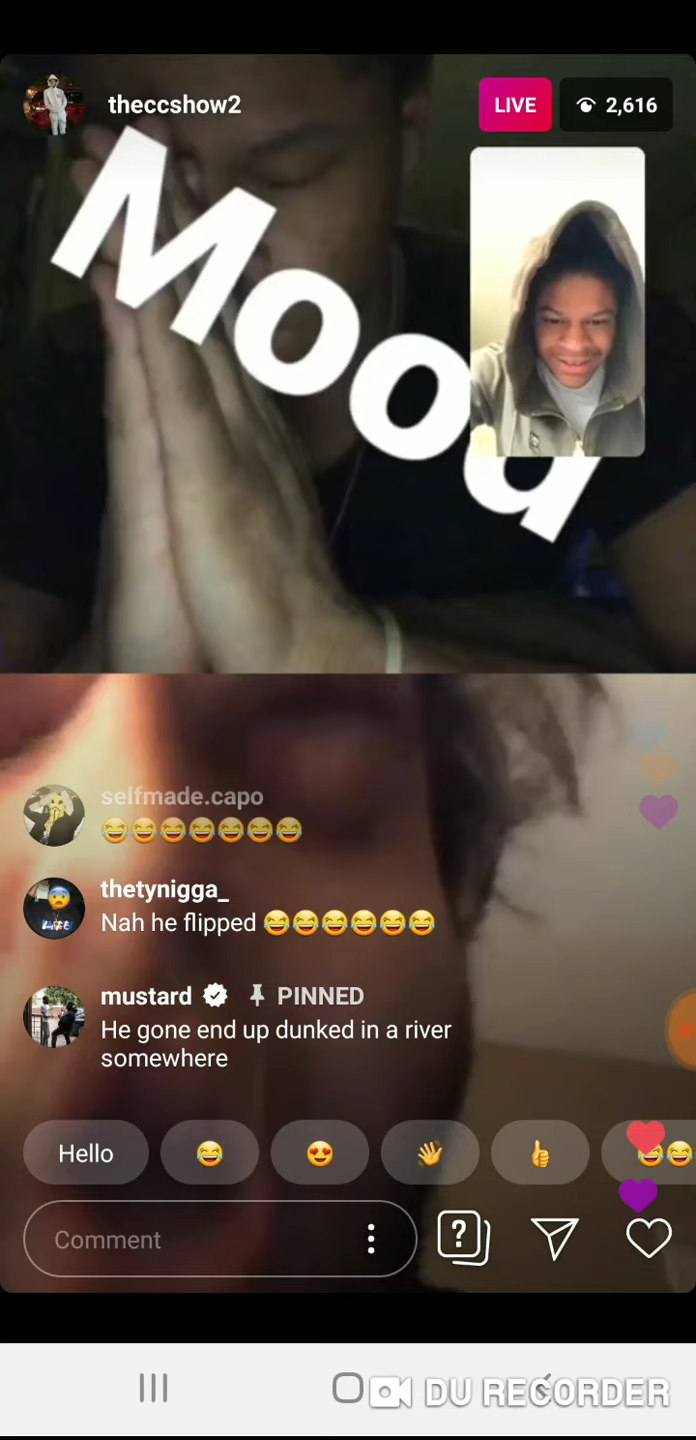 theccshow2
LIVE
2,616
Mood
selfmade.capo
😂😂😂😂😂😂😂
thetynigga_
Nah he flipped 😂😂😂😂😂😂
mustard PINNED
He gone end up dunked in a river
somewhere
Hello
Comment
DU RECORDER